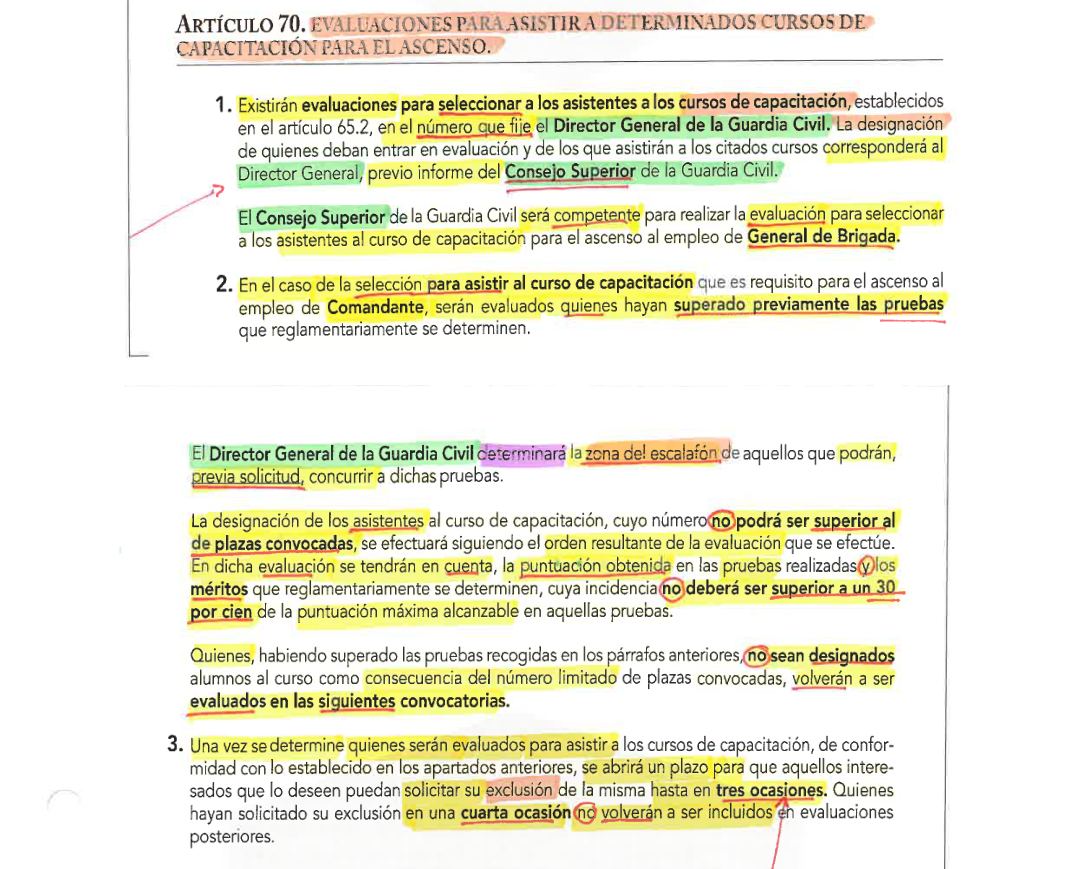 ARTÍCULO 70. EVALUACIONES PARA ASISTIR A DETERMINADOS CURSOS DE
CAPACITACIÓN PARA EL ASCENSO.
1. Existirán evaluaciones para seleccionar a los asistentes a los cursos de capacitación, establecidos
en el artículo 65.2, en el número que fije el Director General de la Guardia Civil. La designación
de quienes deban entrar en evaluación y de los que asistirán a los citados cursos corresponderá al
Director General, previo informe del Consejo Superior de la Guardia Civil.
El Consejo Superior de la Guardia Civil será competente para realizar la evaluación para seleccionar
a los asistentes al curso de capacitación para el ascenso al empleo de General de Brigada.
2. En el caso de la selección para asistir al curso de capacitación que es requisito para el ascenso al
empleo de Comandante, serán evaluados quienes hayan superado previamente las pruebas
que reglamentariamente se determinen.
El Director General de la Guardia Civil determinará la zona del escalafón de aquellos que podrán,
previa solicitud, concurrir a dichas pruebas.
La designación de los asistentes al curso de capacitación, cuyo número no podrá ser superior al
de plazas convocadas, se efectuará siguiendo el orden resultante de la evaluación que se efectúe.
En dicha evaluación se tendrán en cuenta, la puntuación obtenida en las pruebas realizadas y los
méritos que reglamentariamente se determinen, cuya incidencia no deberá ser superior a un 30
por cien de la puntuación máxima alcanzable en aquellas pruebas.
Quienes, habiendo superado las pruebas recogidas en los párrafos anteriores, no sean designados
alumnos al curso como consecuencia del número limitado de plazas convocadas, volverán a ser
evaluados en las siguientes convocatorias.
3. Una vez se determine quienes serán evaluados para asistir a los cursos de capacitación, de confor-
midad con lo establecido en los apartados anteriores, se abrirá un plazo para que aquellos intere-
sados que lo deseen puedan solicitar su exclusión de la misma hasta en tres ocasiones. Quienes
hayan solicitado su exclusión en una cuarta ocasión no volverán a ser incluidos en evaluaciones
posteriores.